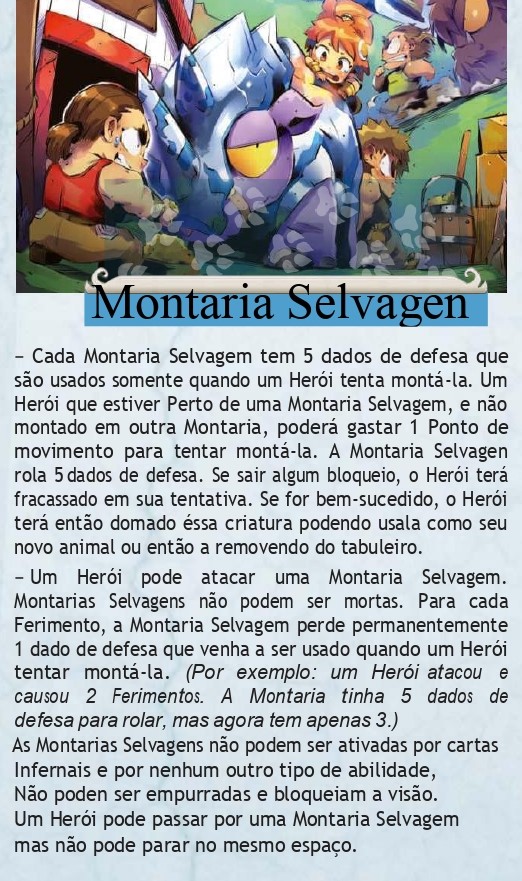 Montaria Selvagen
– Cada Montaria Selvagem tem 5 dados de defesa que
são usados somente quando um Herói tenta montá-la. Um
Herói que estiver Perto de uma Montaria Selvagem, e não
montado em outra Montaria, poderá gastar 1 Ponto de
movimento para tentar montá-la. A Montaria Selvagen
rola 5 dados de defesa. Se sair algum bloqueio, o Herói terá
fracassado em sua tentativa. Se for bem-sucedido, o Herói
terá então domado éssa criatura podendo usala como seu
novo animal ou então a removendo do tabuleiro.
– Um Herói pode atacar uma Montaria Selvagem.
Montarias Selvagens não podem ser mortas. Para cada
Ferimento, a Montaria Selvagem perde permanentemente
1 dado de defesa que venha a ser usado quando um Herói
tentar montá-la. (Por exemplo: um Herói atacou e
causou 2 Ferimentos. A Montaria tinha 5 dados de
defesa para rolar, mas agora tem apenas 3.)
As Montarias Selvagens não podem ser ativadas por cartas
Infernais e por nenhum outro tipo de abilidade,
Não poden ser empurradas e bloqueiam a visão.
Um Herói pode passar por uma Montaria Selvagem
mas não pode parar no mesmo espaço.